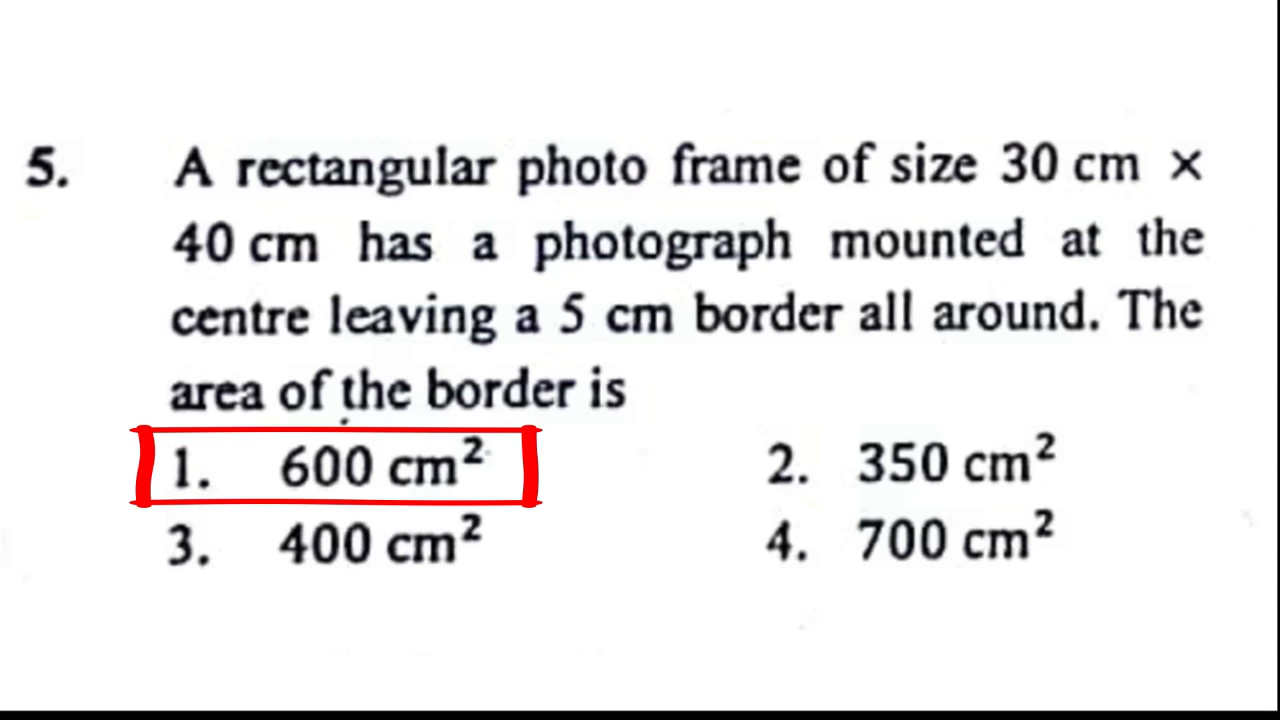 5. A rectangular photo frame of size 30 cm ×
40 cm has a photograph mounted at the
centre leaving a 5 cm border all around. The
area of the border is
1. 600 cm² 2. 350 cm²
3. 400 cm² 4. 700 cm²